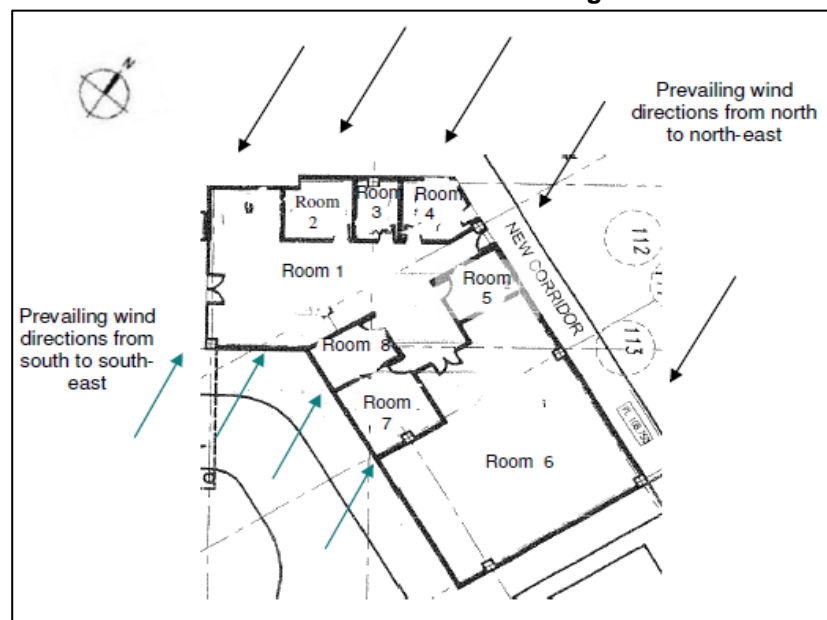 N
Prevailing wind
directions from north
to north-east
Room
2
Room
3
Room
4
NEW CORRIDOR
112
Room 1
Room
5
Prevailing wind
directions from
south to south-
east
113
Room 8
Room
7
Room 6